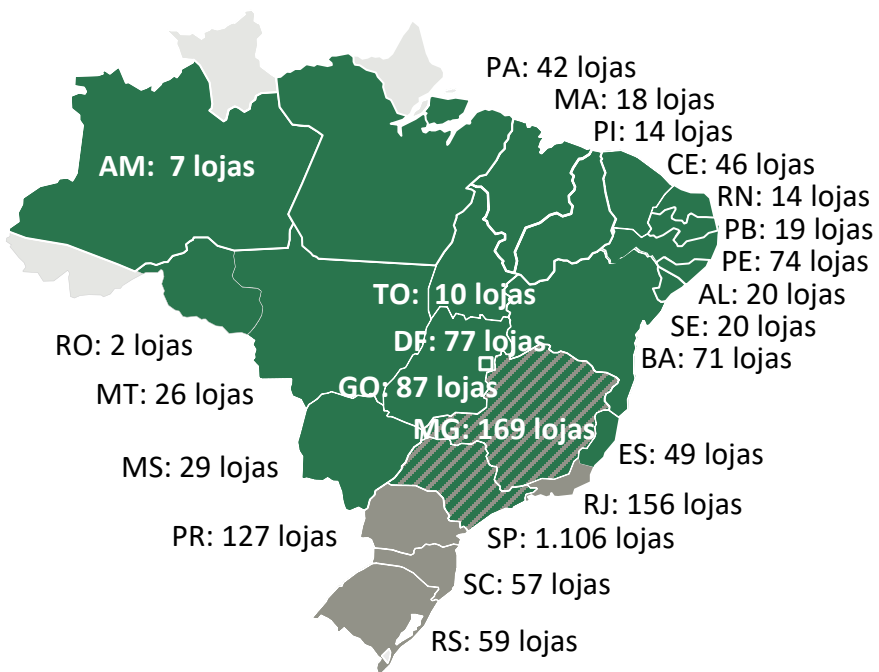 PA: 42 lojas
MA: 18 lojas
PI: 14 lojas
CE: 46 lojas
AM: 7 lojas
RN: 14 lojas
PB: 19 lojas
PE: 74 lojas
TO: 10 lojas
AL: 20 lojas
SE: 20 lojas
DF: 77 lojas
RO: 2 lojas
BA: 71 lojas
GO: 87 lojas
MT: 26 lojas
MG: 169 lojas
ES: 49 lojas
MS: 29 lojas
RJ: 156 lojas
PR: 127 lojas
SP: 1.106 lojas
SC: 57 lojas
RS: 59 lojas